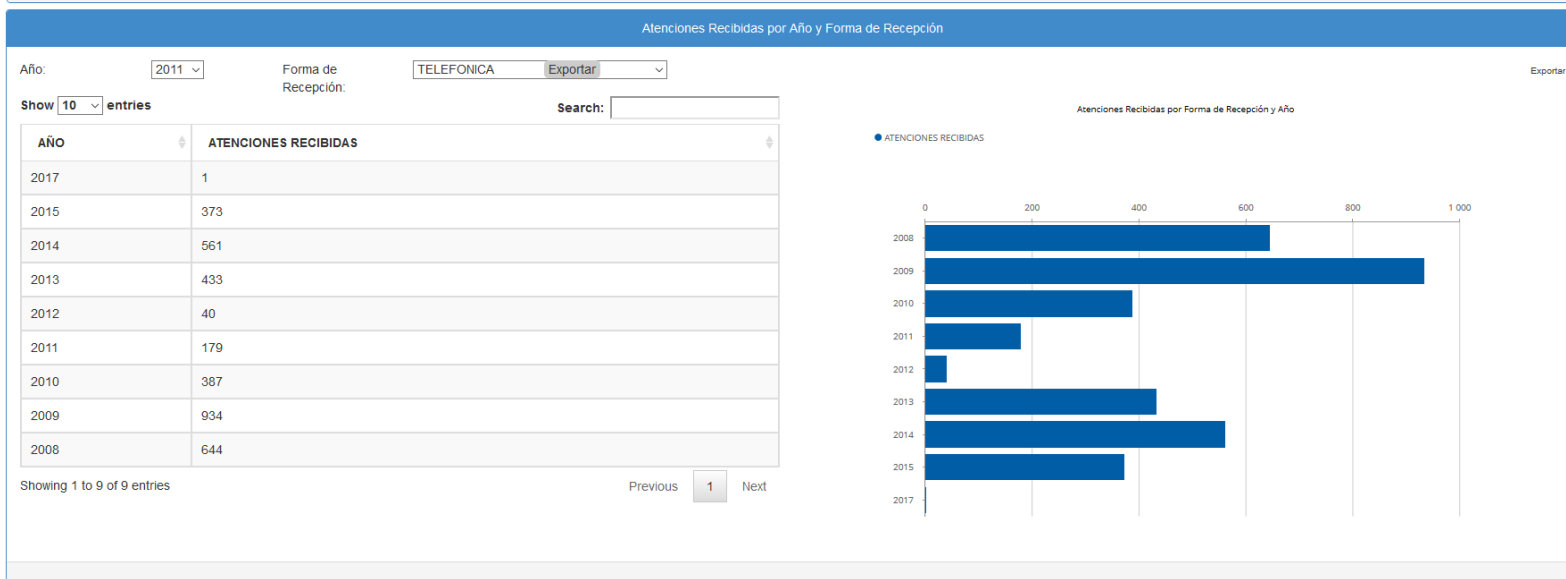 Atenciones Recibidas por Año y Forma de Recepción
Año: 2011 Forma de Recepción: TELEFONICA Exportar
Exportar
Show 10 entries Search:
AÑO ATENCIONES RECIBIDAS
2017 1
2015 373
2014 561
2013 433
2012 40
2011 179
2010 387
2009 934
2008 644
Showing 1 to 9 of 9 entries Previous 1 Next
Atenciones Recibidas por Forma de Recepción y Año
ATENCIONES RECIBIDAS
0 200 400 600 800 1 000
2008
2009
2010
2011
2012
2013
2014
2015
2017